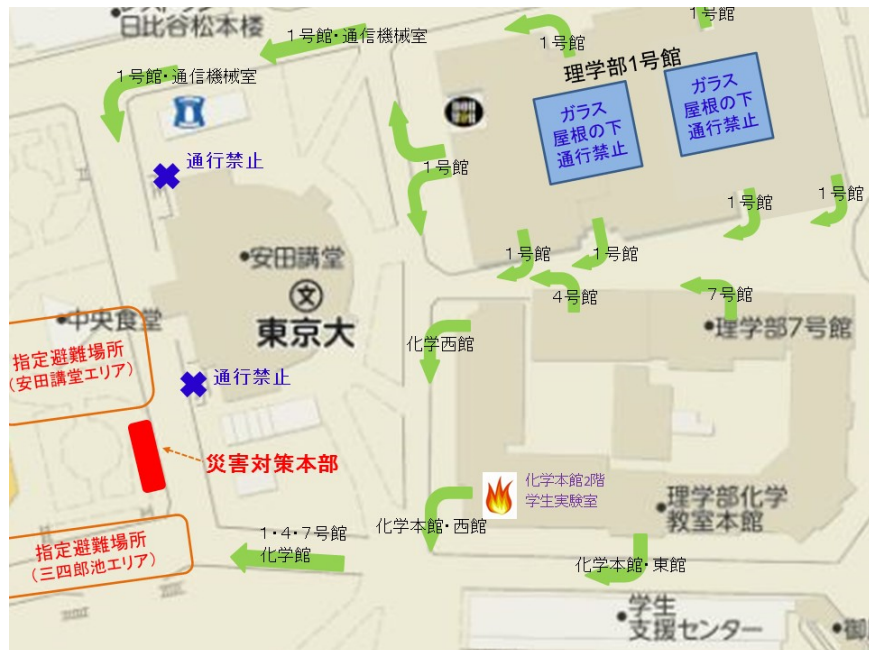 日比谷松本楼
1号館・通信機械室
1号館
1号館
1号館・通信機械室
理学部1号館
ガラス
屋根の下
通行禁止
ガラス
屋根の下
通行禁止
通行禁止
1号館
1号館
1号館
安田講堂
1号館
1号館
文
4号館
7号館
中央食堂
東京大
理学部7号館
化学西館
指定避難場所
(安田講堂エリア)
通行禁止
災害対策本部
化学本館2階
学生実験室
理学部化学
教室本館
1・4・7号館
化学館
化学本館・西館
指定避難場所
(三四郎池エリア)
化学本館・東館
学生
支援センター